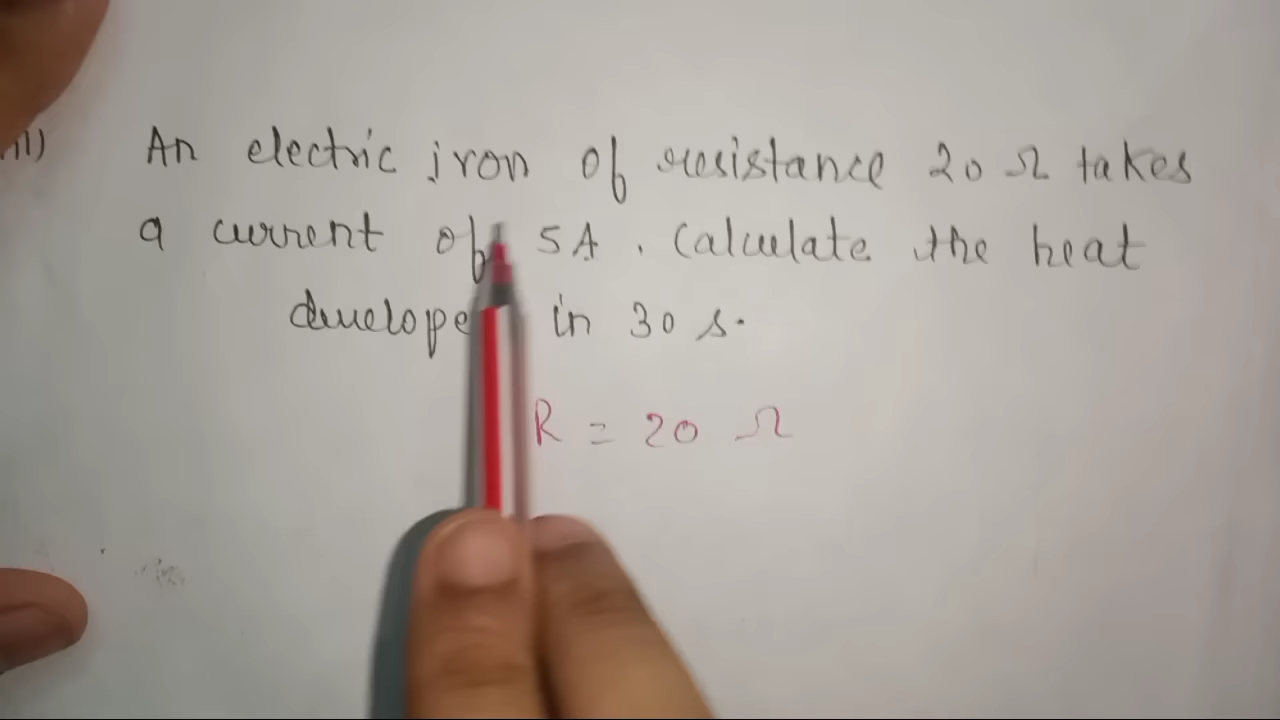 An electric iron of resistance 20 Ω takes
a current of 5A. Calculate the heat
in 30 s.
R = 20 Ω